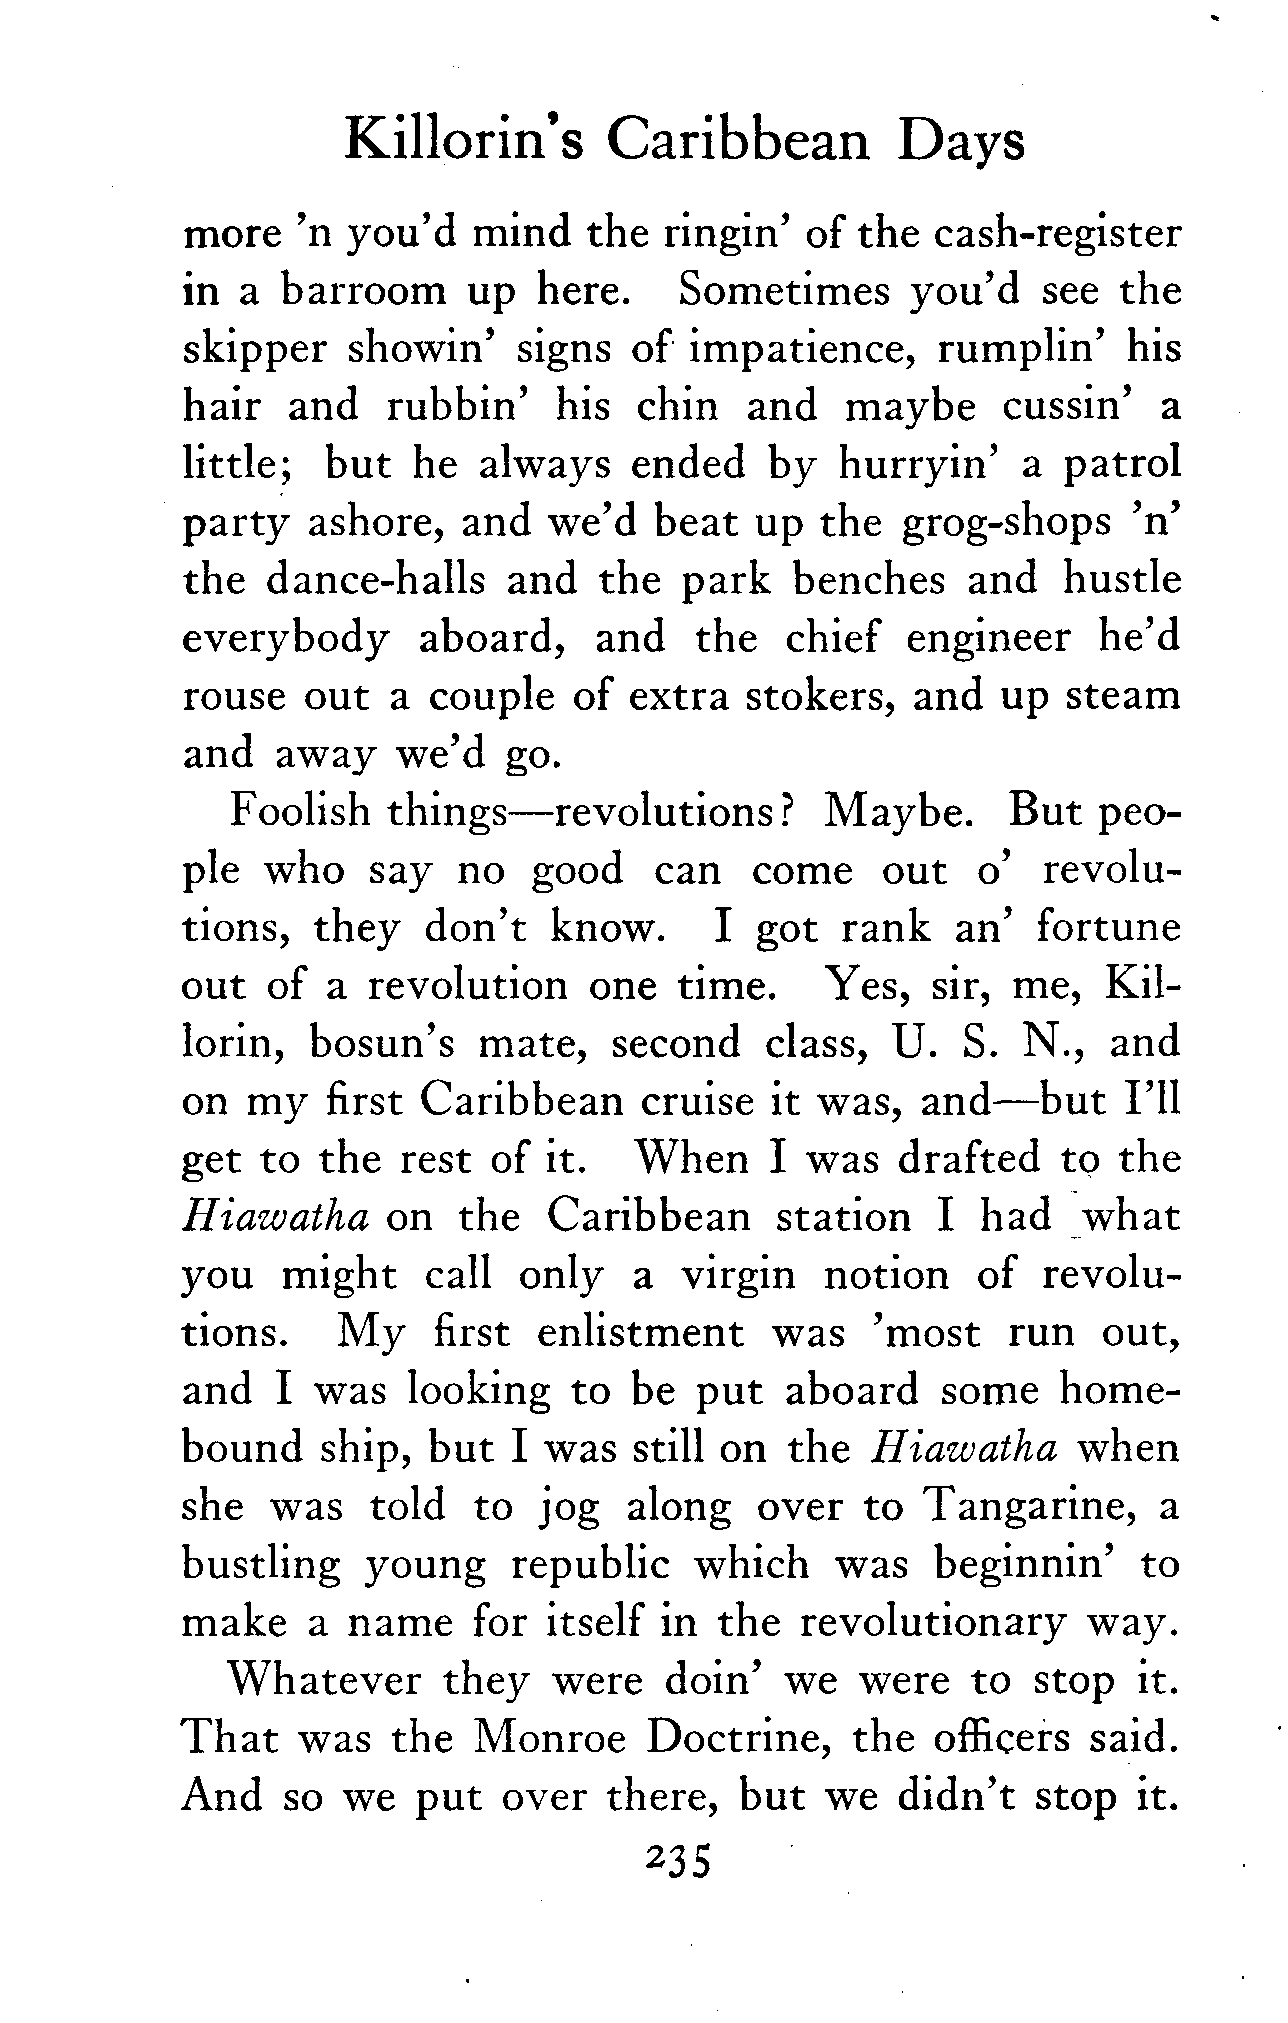 Killorin's Caribbean Days
more 'n you'd mind the ringin' of the cash-register
in a barroom up here. Sometimes you'd see the
skipper showin' signs of impatience, rumplin' his
hair and rubbin' his chin and maybe cussin' a
little; but he always ended by hurryin' a patrol
party ashore, and we'd beat up the grog-shops 'n'
the dance-halls and the park benches and hustle
everybody aboard, and the chief engineer he'd
rouse out a couple of extra stokers, and up steam
and away we'd go.
Foolish things—revolutions? Maybe. But peo-
ple who say no good can come out o' revolu-
tions, they don't know. I got rank an' fortune
out of a revolution one time. Yes, sir, me, Kil-
lorin, bosun's mate, second class, U. S. N., and
on my first Caribbean cruise it was, and—but I'll
get to the rest of it. When I was drafted to the
Hiawatha on the Caribbean station I had what
you might call only a virgin notion of revolu-
tions. My first enlistment was 'most run out,
and I was looking to be put aboard some home-
bound ship, but I was still on the Hiawatha when
she was told to jog along over to Tangarine, a
bustling young republic which was beginnin' to
make a name for itself in the revolutionary way.
Whatever they were doin' we were to stop it.
That was the Monroe Doctrine, the officers said.
And so we put over there, but we didn't stop it.
235